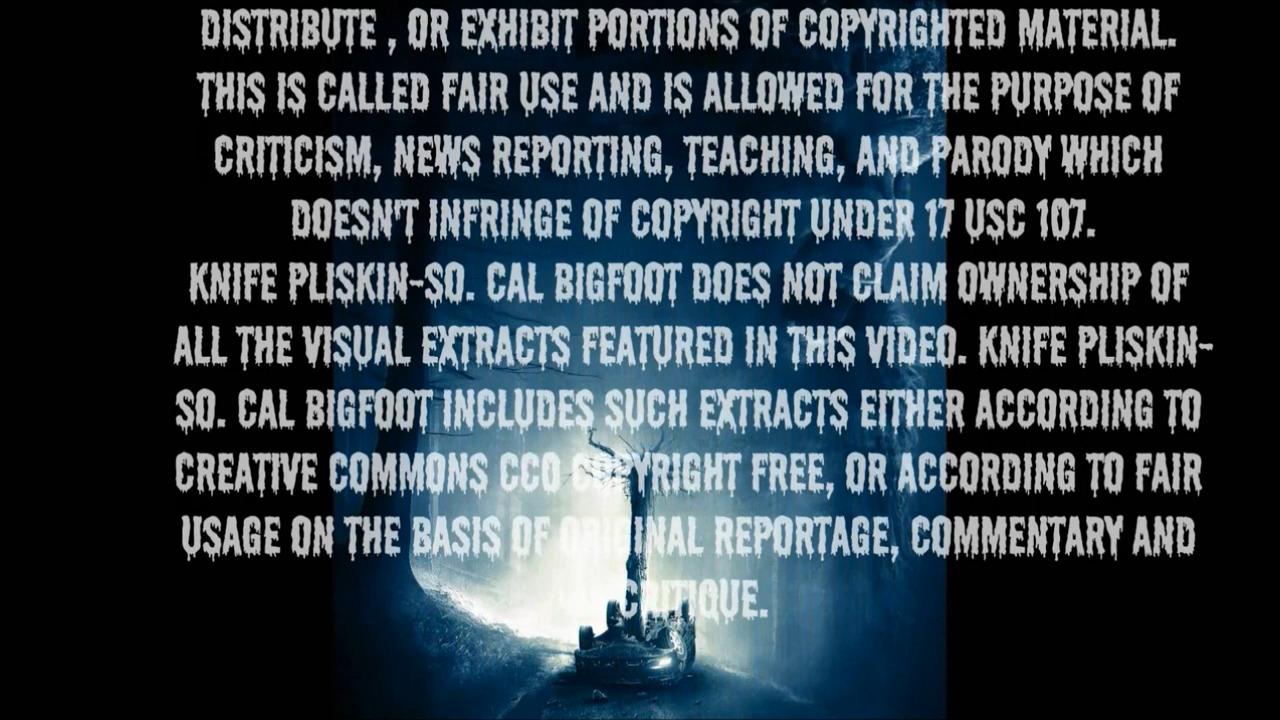 DISTRIBUTE , OR EXHIBIT PORTIONS OF COPYRIGHTED MATERIAL.
THIS IS CALLED FAIR USE AND IS ALLOWED FOR THE PURPOSE OF
CRITICISM, NEWS REPORTING, TEACHING, AND PARODY WHICH
DOESN'T INFRINGE OF COPYRIGHT UNDER 17 USC 107.
KNIFE PLISKIN-SO. CAL BIGFOOT DOES NOT CLAIM OWNERSHIP OF
ALL THE VISUAL EXTRACTS FEATURED IN THIS VIDEO. KNIFE PLISKIN-
SO. CAL BIGFOOT INCLUDES SUCH EXTRACTS EITHER ACCORDING TO
CREATIVE COMMONS CCO COPYRIGHT FREE, OR ACCORDING TO FAIR
USAGE ON THE BASIS OF ORIGINAL REPORTAGE, COMMENTARY AND
CRITIQUE.